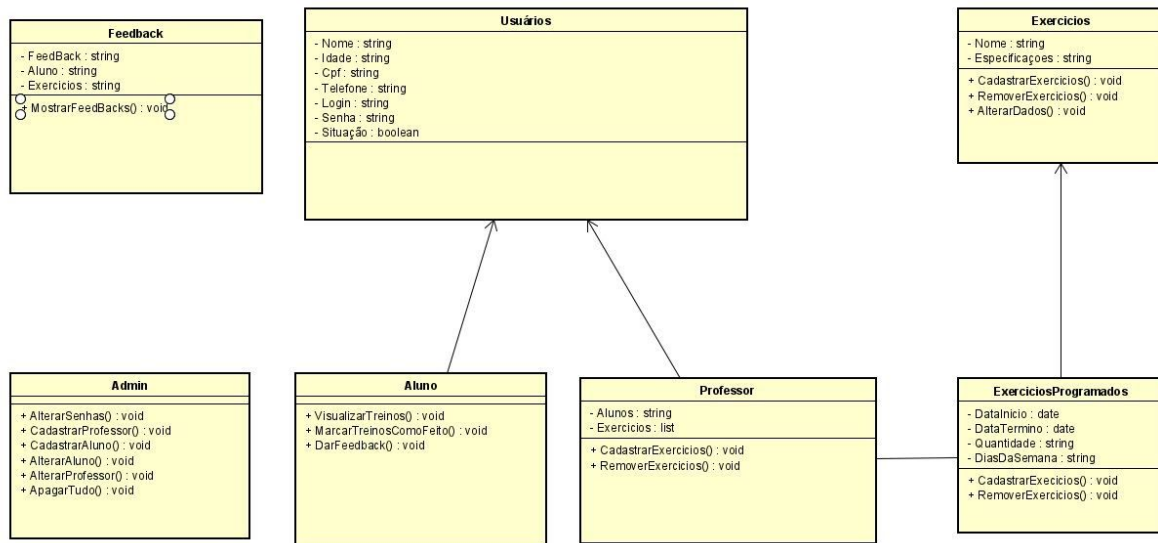 Feedback
- FeedBack : string
- Aluno : string
- Exercicios : string
+ MostrarFeedBacks() : void
Usuários
- Nome : string
- Idade : string
- Cpf : string
- Telefone : string
- Login : string
- Senha : string
- Situação : boolean
Exercicios
- Nome : string
- Especificaçoes : string
+ CadastrarExercicios() : void
+ RemoverExercicios() : void
+ AlterarDados() : void
Admin
+ AlterarSenhas() : void
+ CadastrarProfessor() : void
+ CadastrarAluno() : void
+ AlterarAluno() : void
+ AlterarProfessor() : void
+ ApagarTudo() : void
Aluno
+ VisualizarTreinos() : void
+ MarcarTreinosComoFeito() : void
+ DarFeedback() : void
Professor
- Alunos : string
- Exercicios : list
+ CadastrarExercicios() : void
+ RemoverExercicios() : void
ExerciciosProgramados
- DataInicio : date
- DataTermino : date
- Quantidade : string
- DiasDaSemana : string
+ CadastrarExecicios() : void
+ RemoverExercicios() : void